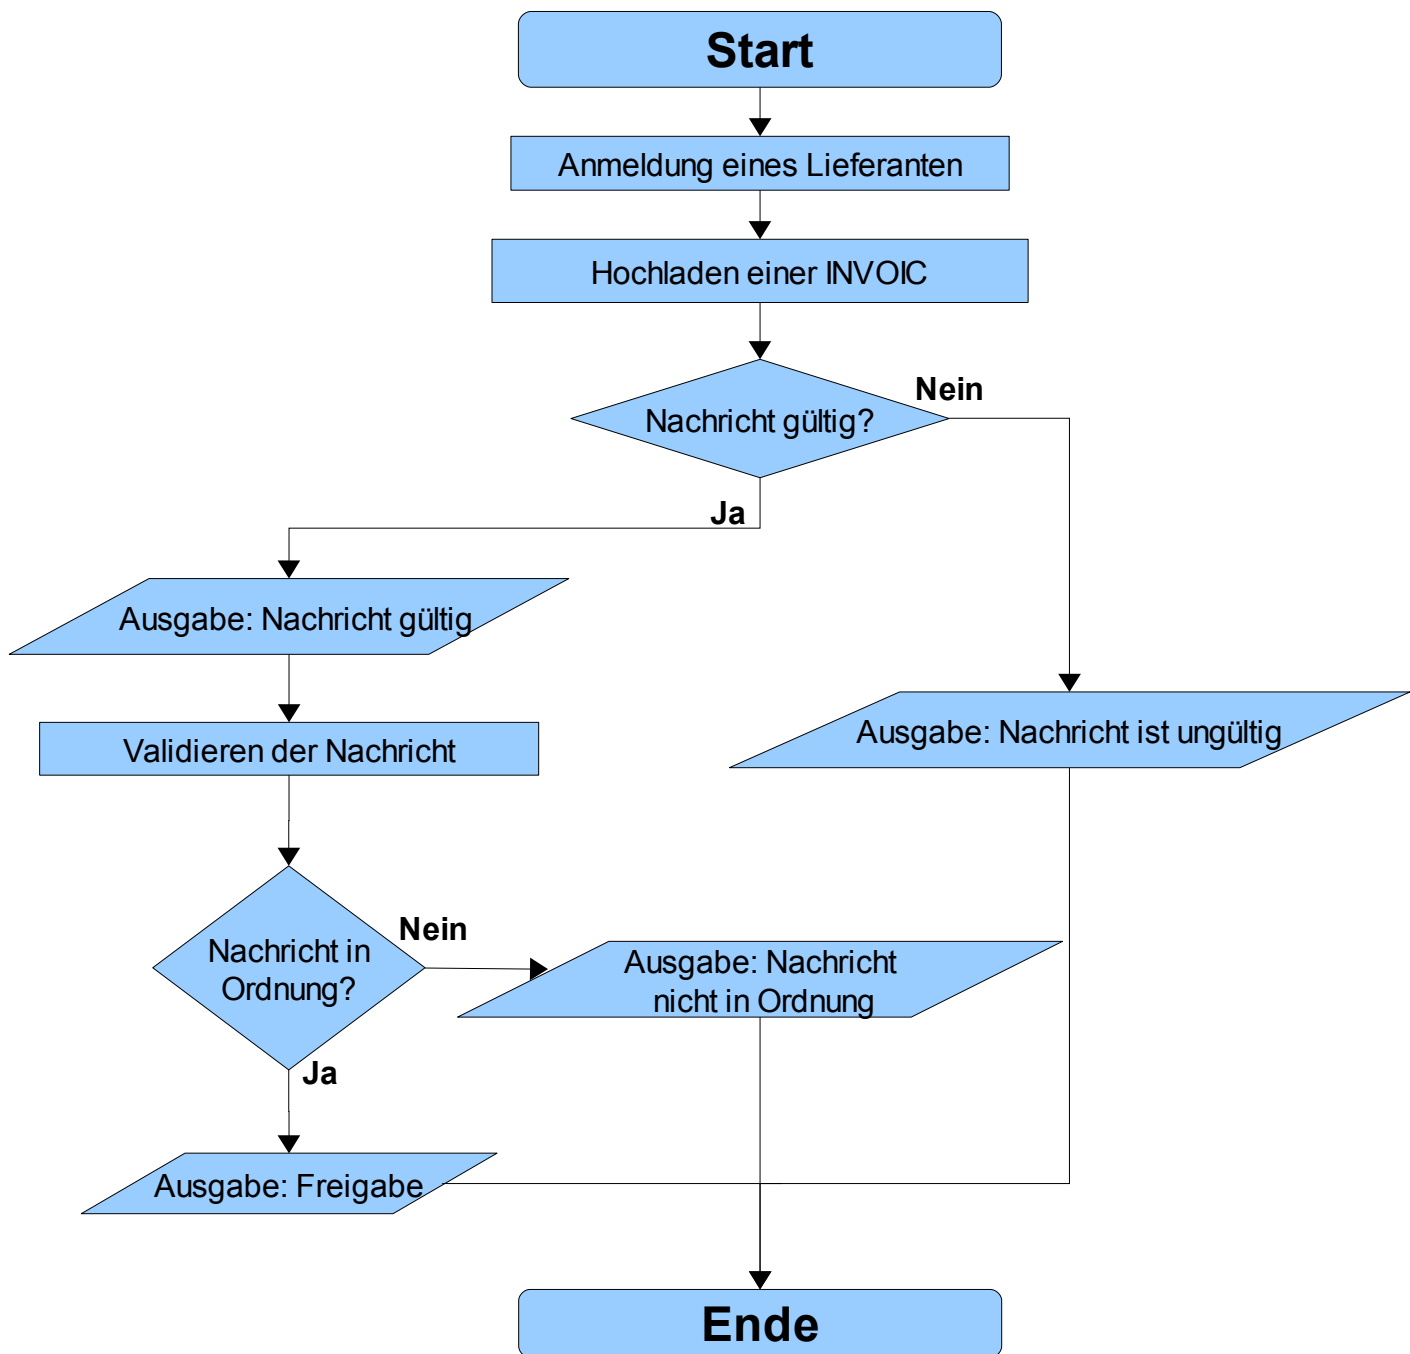 Start
Anmeldung eines Lieferanten
Hochladen einer INVOIC
Nein
Nachricht gültig?
Ja
Ausgabe: Nachricht gültig
Ausgabe: Nachricht ist ungültig
Validieren der Nachricht
Nein
Nachricht in
Ordnung?
Ausgabe: Nachricht
nicht in Ordnung
Ja
Ausgabe: Freigabe
Ende